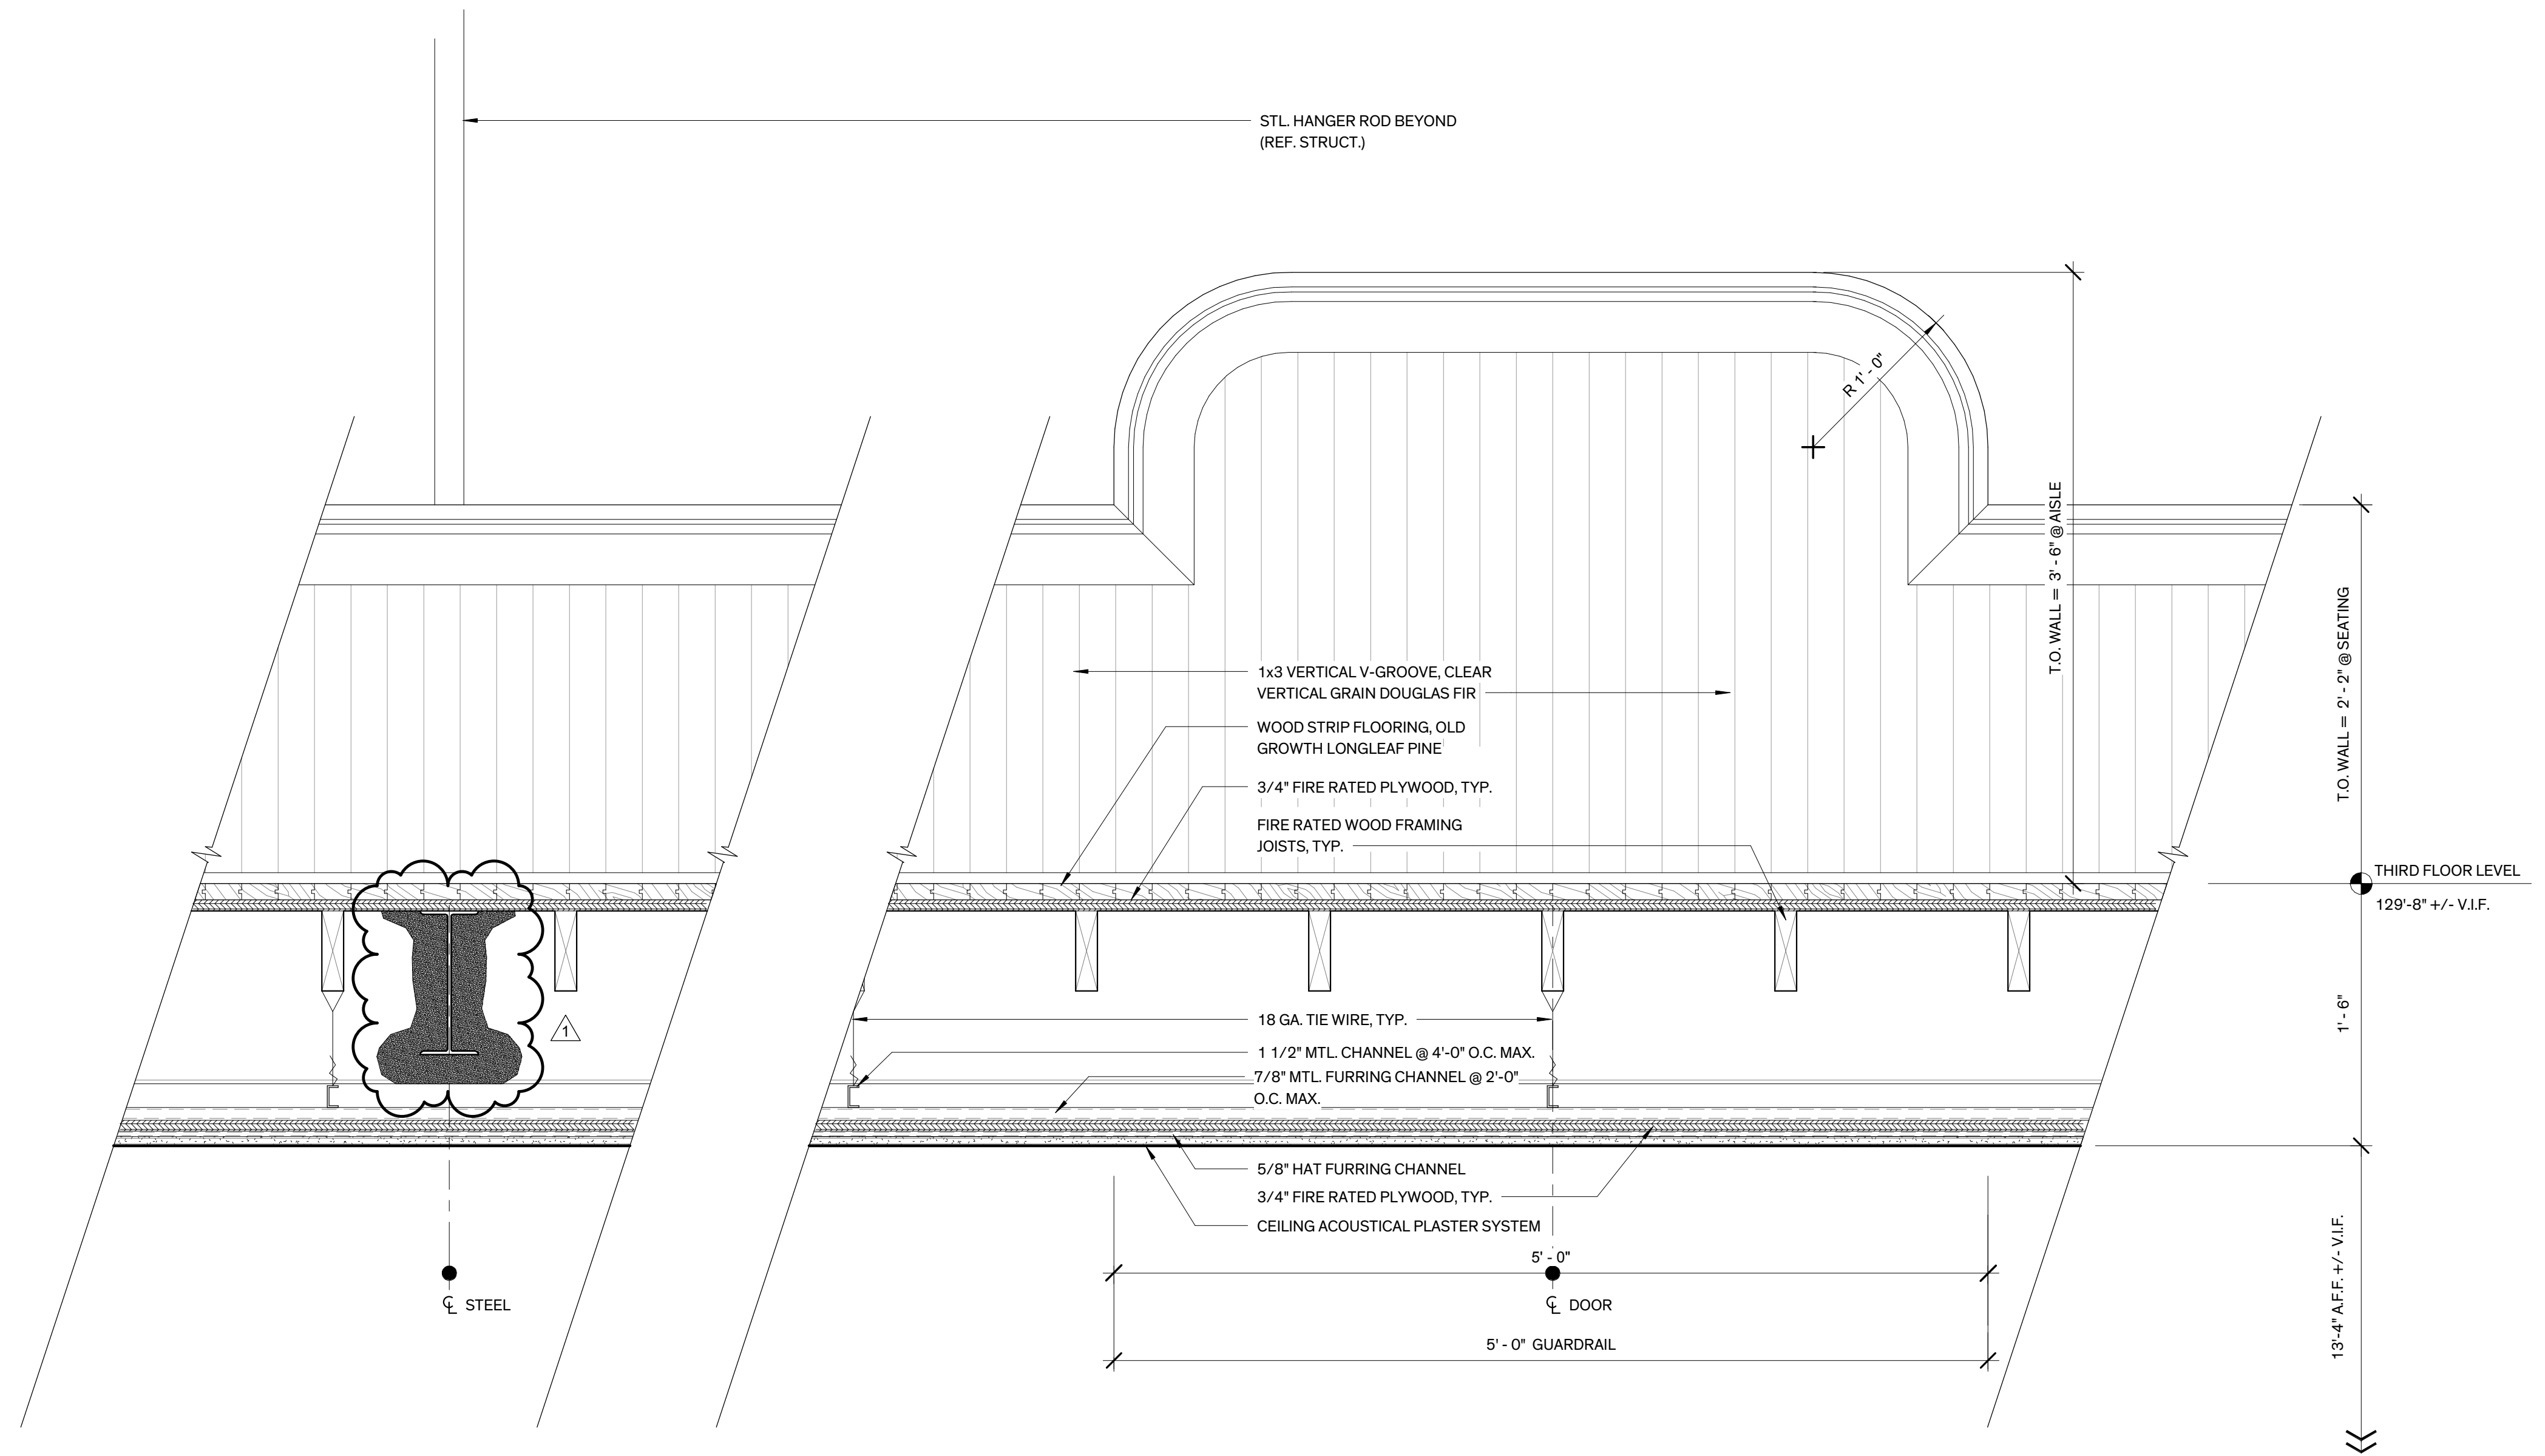 STL. HANGER ROD BEYOND
(REF. STRUCT.)
R 1' - 0"
T.O. WALL = 3' - 6" @ AISLE
T.O. WALL = 2' - 2" @ SEATING
1x3 VERTICAL V-GROOVE, CLEAR
VERTICAL GRAIN DOUGLAS FIR
WOOD STRIP FLOORING, OLD
GROWTH LONGLEAF PINE
3/4" FIRE RATED PLYWOOD, TYP.
FIRE RATED WOOD FRAMING
JOISTS, TYP.
THIRD FLOOR LEVEL
129'-8" +/- V.I.F.
1' - 6"
1
18 GA. TIE WIRE, TYP.
1 1/2" MTL. CHANNEL @ 4'-0" O.C. MAX.
7/8" MTL. FURRING CHANNEL @ 2'-0"
O.C. MAX.
5/8" HAT FURRING CHANNEL
3/4" FIRE RATED PLYWOOD, TYP.
CEILING ACOUSTICAL PLASTER SYSTEM
13'-4" A.F.F. +/- V.I.F.
5' - 0"
℄ STEEL
℄ DOOR
5' - 0" GUARDRAIL